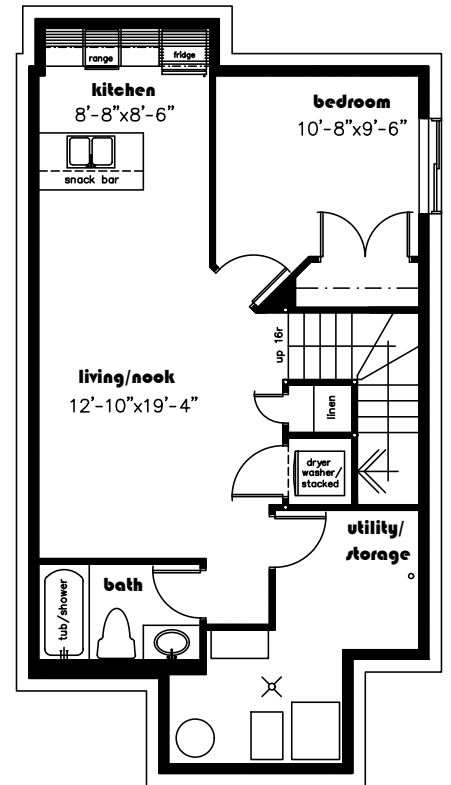 range
fridge
kitchen
8'-8"x8'-6"
bedroom
10'-8"x9'-6"
snack bar
up 16r
living/nook
12'-10"x19'-4"
linen
dryer
washer/
stacked
utility/
storage
bath
tub/shower